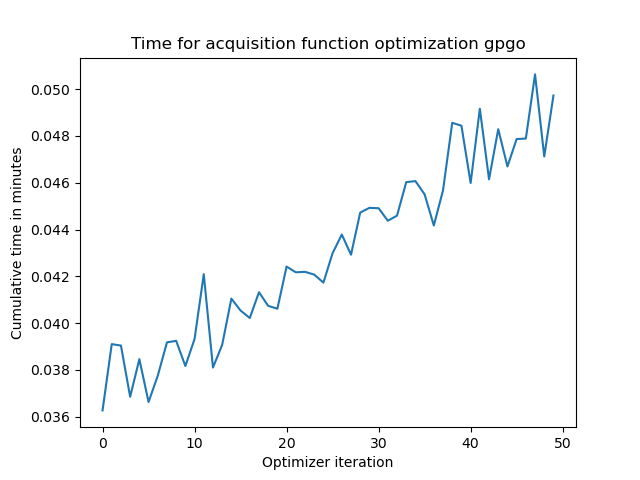 Time for acquisition function optimization gpgo
0.050
0.048
0.046
0.044
0.042
0.040
0.038
0.036
Cumulative time in minutes
0 10 20 30 40 50
Optimizer iteration